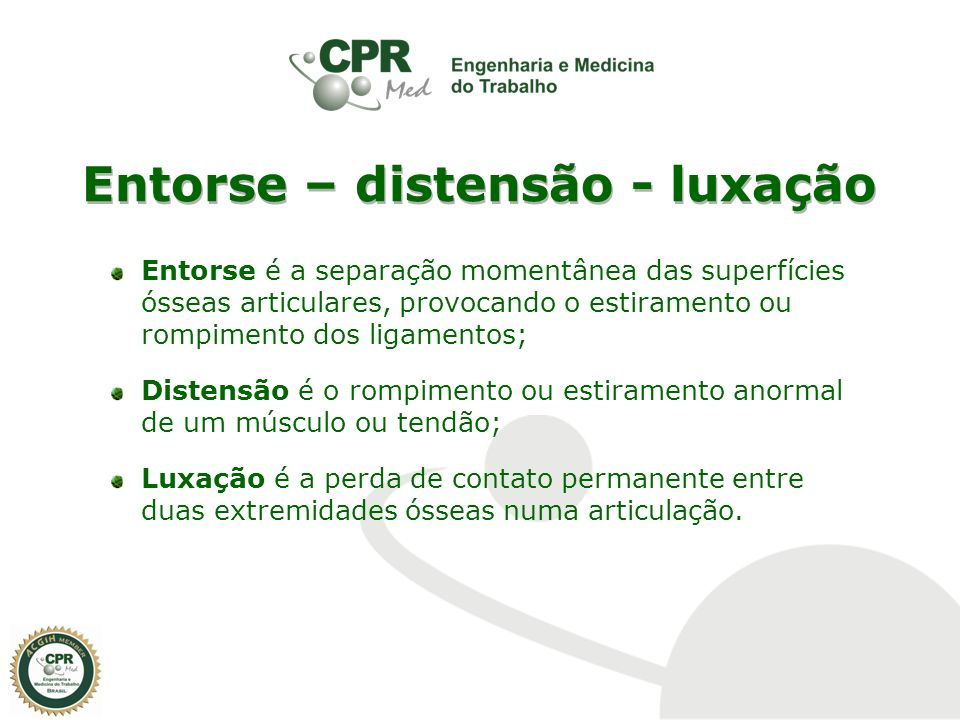 CPR
Med
Engenharia e Medicina
do Trabalho
Entorse – distensão - luxação
Entorse é a separação momentânea das superfícies
ósseas articulares, provocando o estiramento ou
rompimento dos ligamentos;
Distensão é o rompimento ou estiramento anormal
de um músculo ou tendão;
Luxação é a perda de contato permanente entre
duas extremidades ósseas numa articulação.
ACGIH MEMBER
CPR
Med
Engenharia e
Medicina do Trabalho
BRASIL